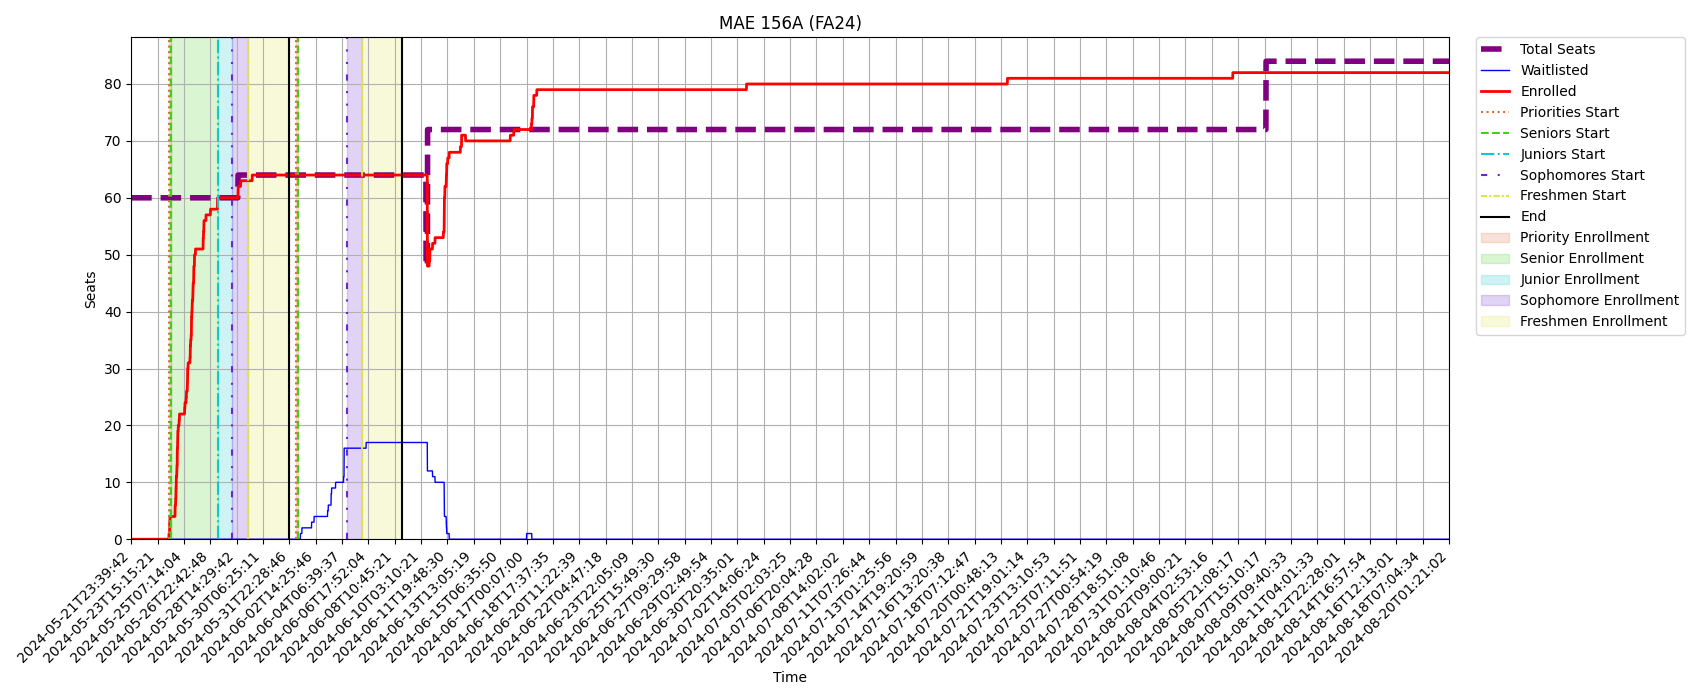 MAE 156A (FA24)
Seats
80
70
60
50
40
30
20
10
0
2024-05-21T23:39:42
2024-05-23T15:15:21
2024-05-25T07:14:04
2024-05-26T22:42:48
2024-05-28T14:29:42
2024-05-30T06:25:11
2024-05-31T22:28:46
2024-06-02T14:25:46
2024-06-04T06:39:37
2024-06-06T17:52:04
2024-06-08T10:45:21
2024-06-10T03:10:21
2024-06-11T19:48:30
2024-06-13T13:05:19
2024-06-15T06:35:50
2024-06-17T00:07:00
2024-06-18T17:37:35
2024-06-20T11:22:39
2024-06-22T04:47:18
2024-06-23T22:05:09
2024-06-25T15:49:30
2024-06-27T09:29:58
2024-06-29T02:49:54
2024-06-30T20:35:01
2024-07-02T14:06:24
2024-07-05T02:03:25
2024-07-06T20:04:28
2024-07-08T14:02:02
2024-07-11T07:26:44
2024-07-13T01:25:56
2024-07-14T19:20:59
2024-07-16T13:20:38
2024-07-18T07:12:47
2024-07-20T00:48:13
2024-07-21T19:01:14
2024-07-23T13:10:53
2024-07-25T07:11:51
2024-07-27T00:54:19
2024-07-28T18:51:08
2024-07-31T01:10:46
2024-08-02T09:00:21
2024-08-04T02:53:16
2024-08-05T21:08:17
2024-08-07T15:10:17
2024-08-09T09:40:33
2024-08-11T04:01:33
2024-08-12T22:28:01
2024-08-14T16:57:54
2024-08-16T12:13:01
2024-08-18T07:04:34
2024-08-20T01:21:02
Time
Total Seats
Waitlisted
Enrolled
Priorities Start
Seniors Start
Juniors Start
Sophomores Start
Freshmen Start
End
Priority Enrollment
Senior Enrollment
Junior Enrollment
Sophomore Enrollment
Freshmen Enrollment